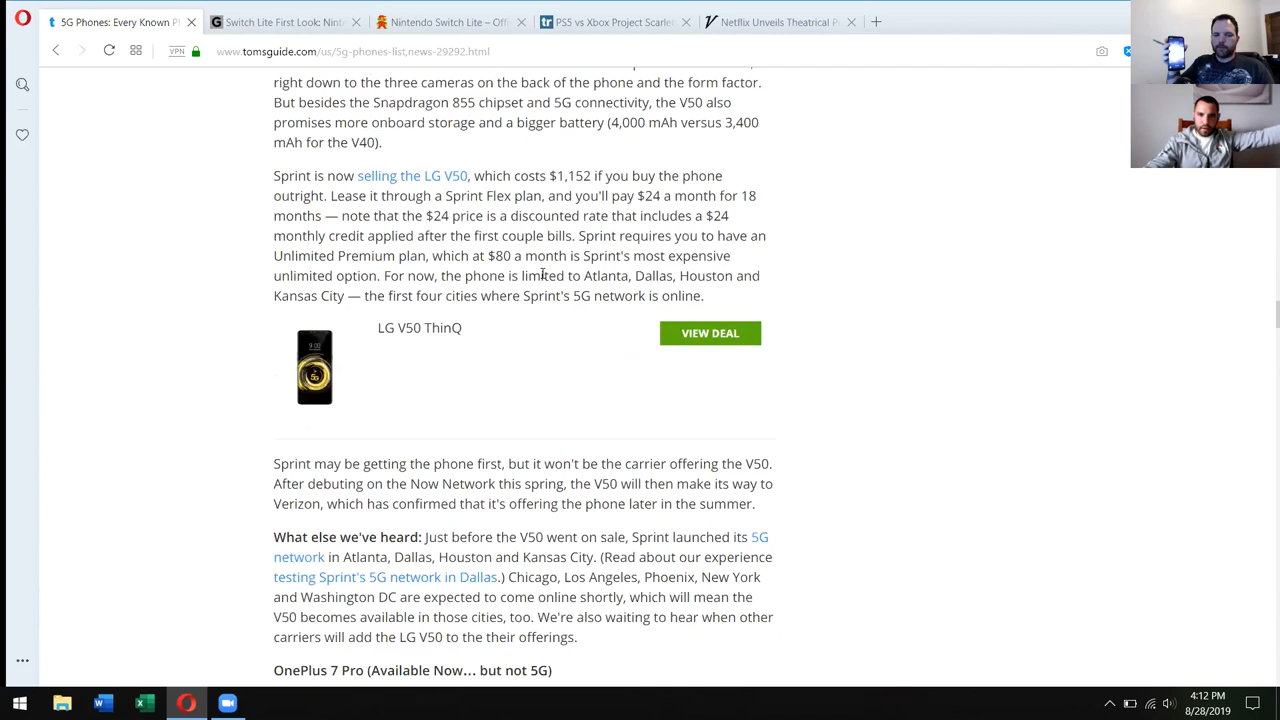 5G Phones: Every Known P
Switch Lite First Look: Nint
Nintendo Switch Lite – Offi
PS5 vs Xbox Project Scarlet
Netflix Unveils Theatrical P
VPN
www.tomsguide.com/us/5g-phones-list,news-29292.html
right down to the three cameras on the back of the phone and the form factor.
But besides the Snapdragon 855 chipset and 5G connectivity, the V50 also
promises more onboard storage and a bigger battery (4,000 mAh versus 3,400
mAh for the V40).
Sprint is now selling the LG V50, which costs $1,152 if you buy the phone
outright. Lease it through a Sprint Flex plan, and you'll pay $24 a month for 18
months — note that the $24 price is a discounted rate that includes a $24
monthly credit applied after the first couple bills. Sprint requires you to have an
Unlimited Premium plan, which at $80 a month is Sprint's most expensive
unlimited option. For now, the phone is limited to Atlanta, Dallas, Houston and
Kansas City — the first four cities where Sprint's 5G network is online.
LG V50 ThinQ
VIEW DEAL
9:00
5G
Sprint may be getting the phone first, but it won't be the carrier offering the V50.
After debuting on the Now Network this spring, the V50 will then make its way to
Verizon, which has confirmed that it's offering the phone later in the summer.
What else we've heard: Just before the V50 went on sale, Sprint launched its 5G
network in Atlanta, Dallas, Houston and Kansas City. (Read about our experience
testing Sprint's 5G network in Dallas.) Chicago, Los Angeles, Phoenix, New York
and Washington DC are expected to come online shortly, which will mean the
V50 becomes available in those cities, too. We're also waiting to hear when other
carriers will add the LG V50 to the their offerings.
OnePlus 7 Pro (Available Now... but not 5G)
4:12 PM
8/28/2019